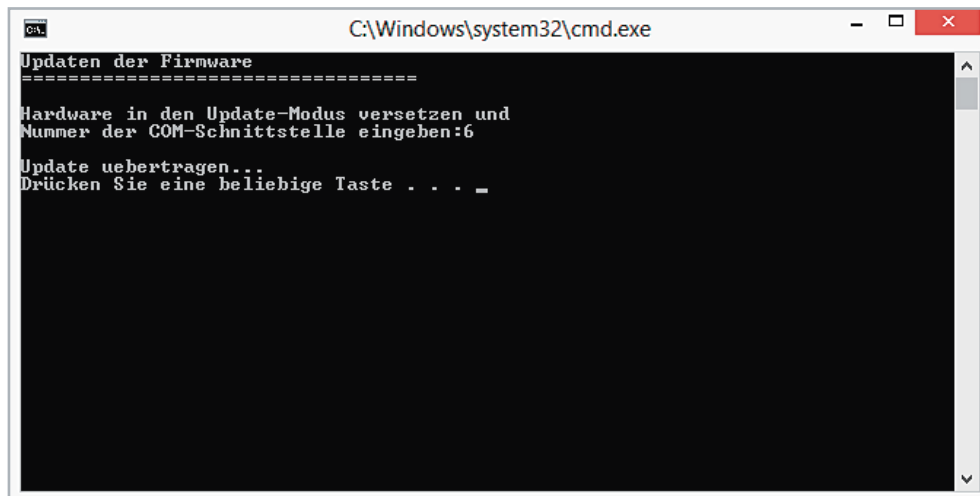 C:\Windows\system32\cmd.exe
Updaten der Firmware
==================================
Hardware in den Update-Modus versetzen und
Nummer der COM-Schnittstelle eingeben:6
Update uebertragen...
Drücken Sie eine beliebige Taste . . . _